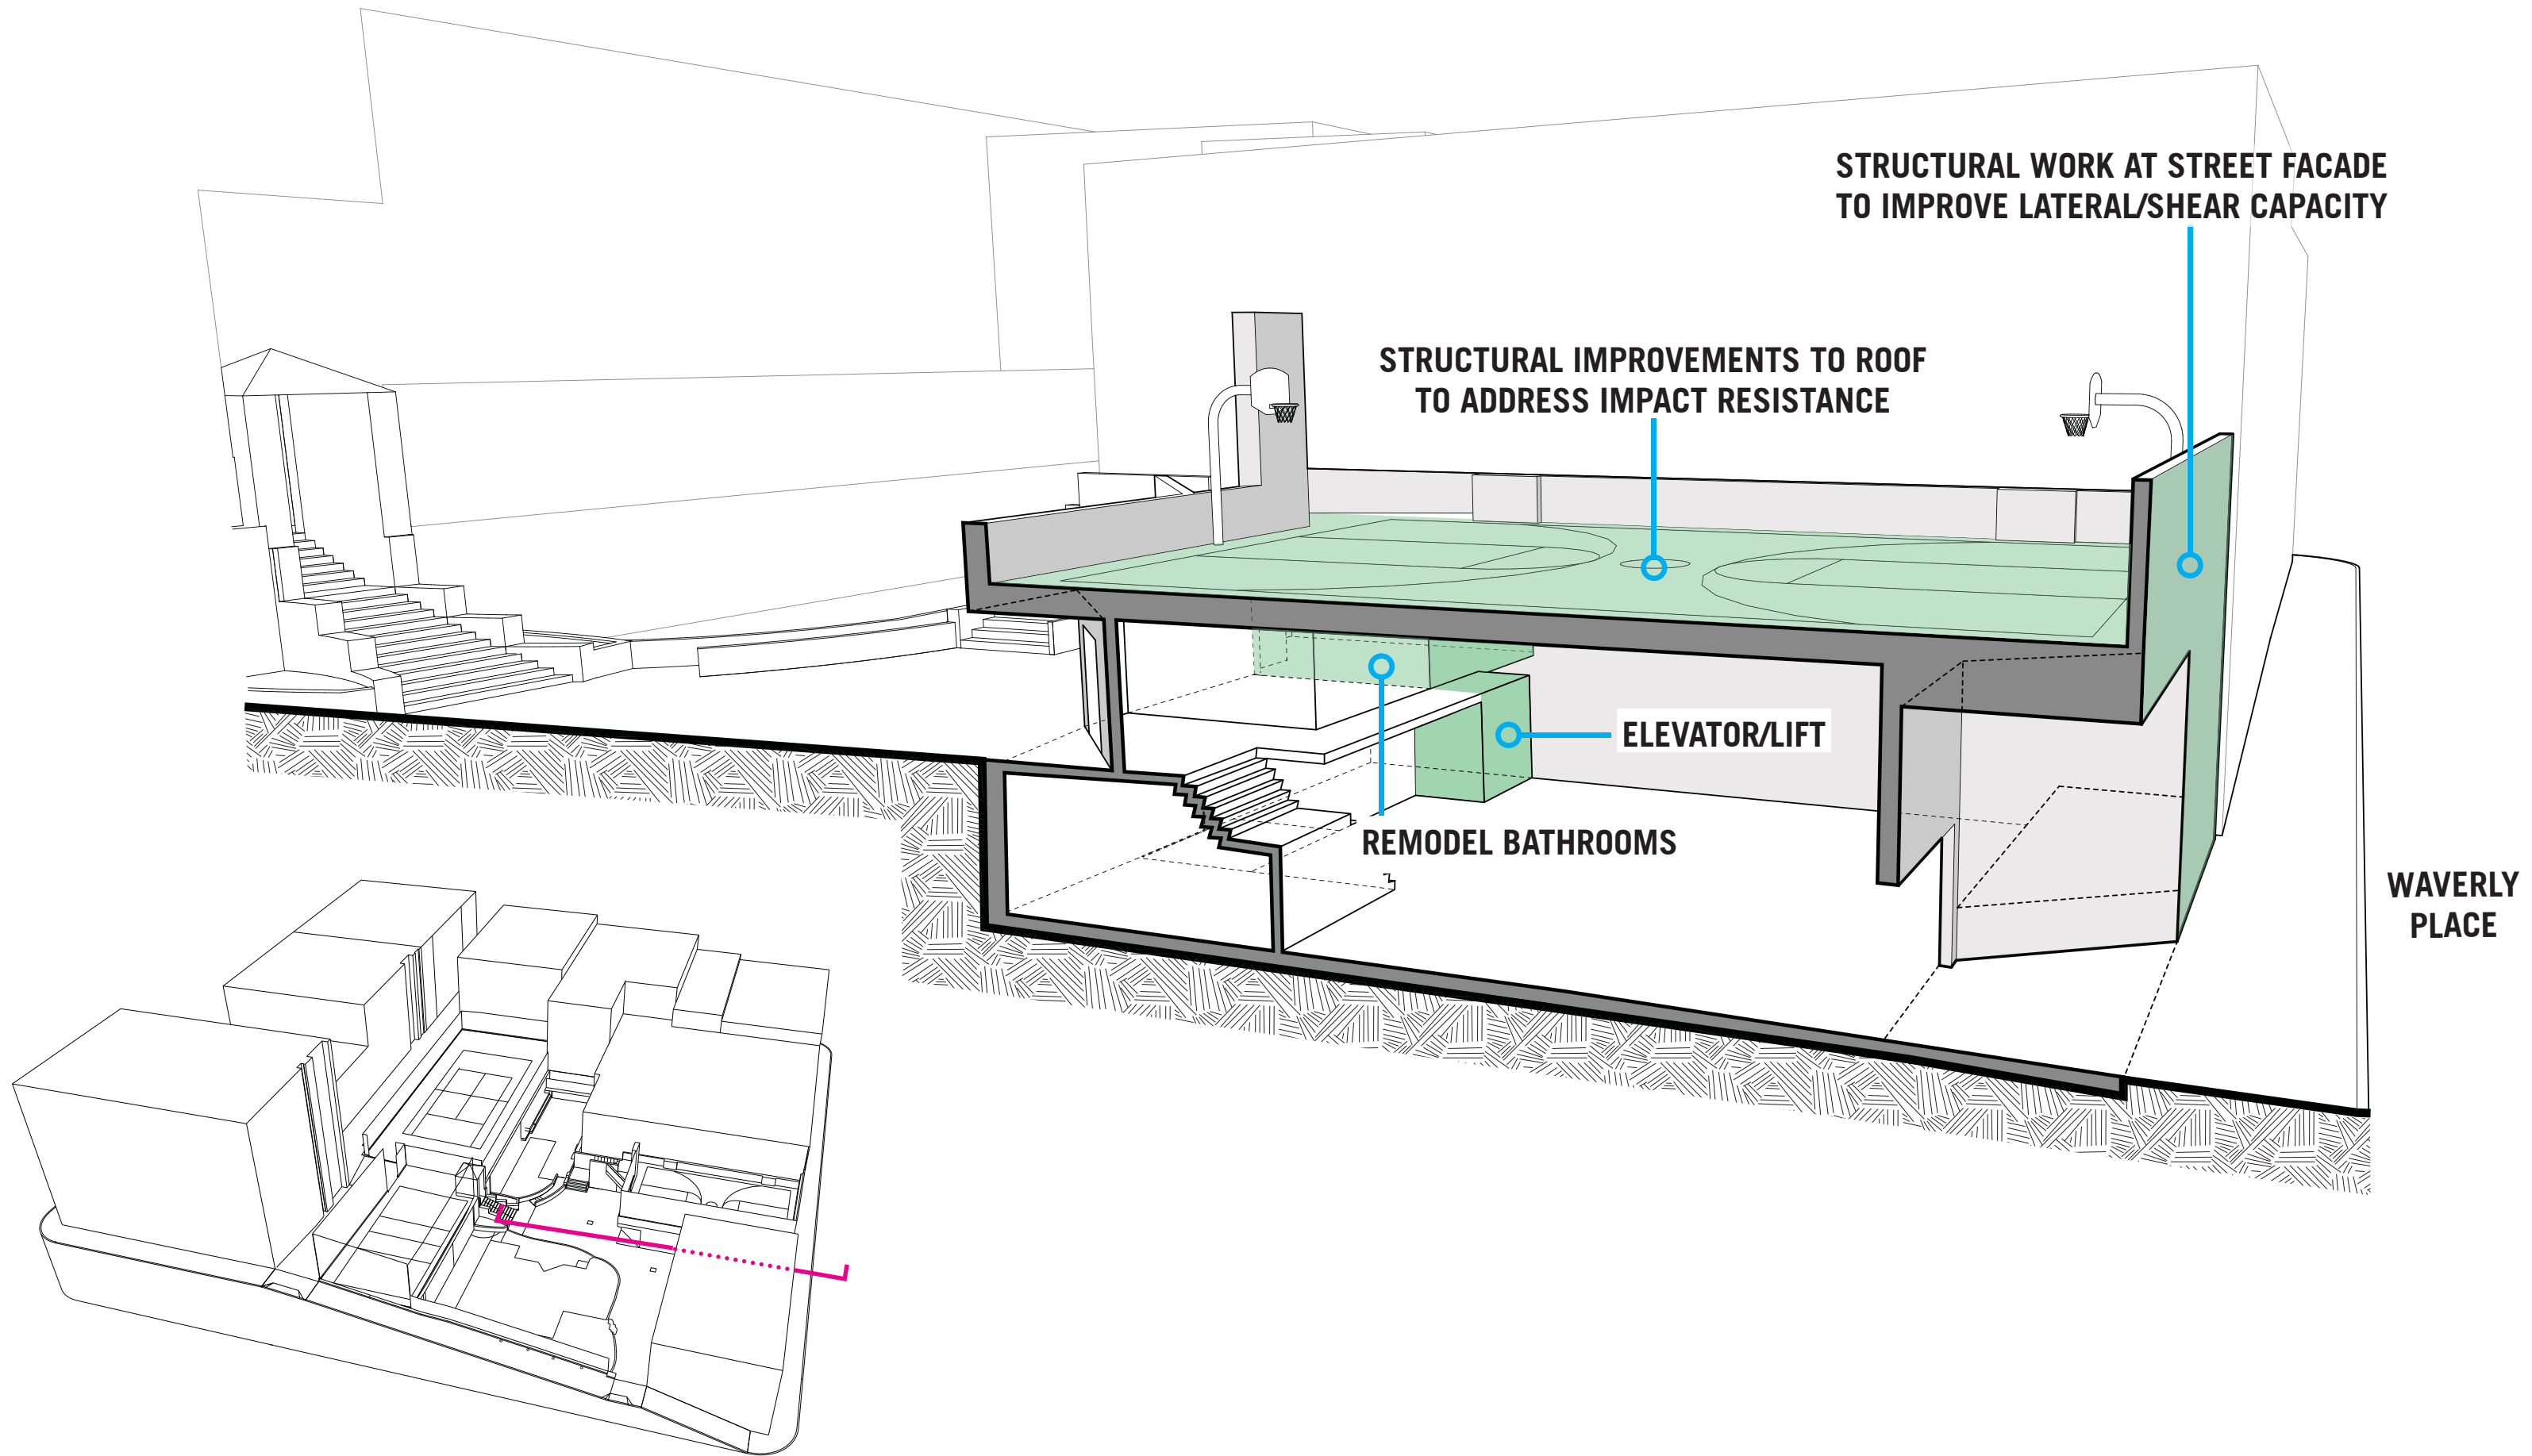 STRUCTURAL WORK AT STREET FACADE
TO IMPROVE LATERAL/SHEAR CAPACITY
STRUCTURAL IMPROVEMENTS TO ROOF
TO ADDRESS IMPACT RESISTANCE
ELEVATOR/LIFT
REMODEL BATHROOMS
WAVERLY
PLACE